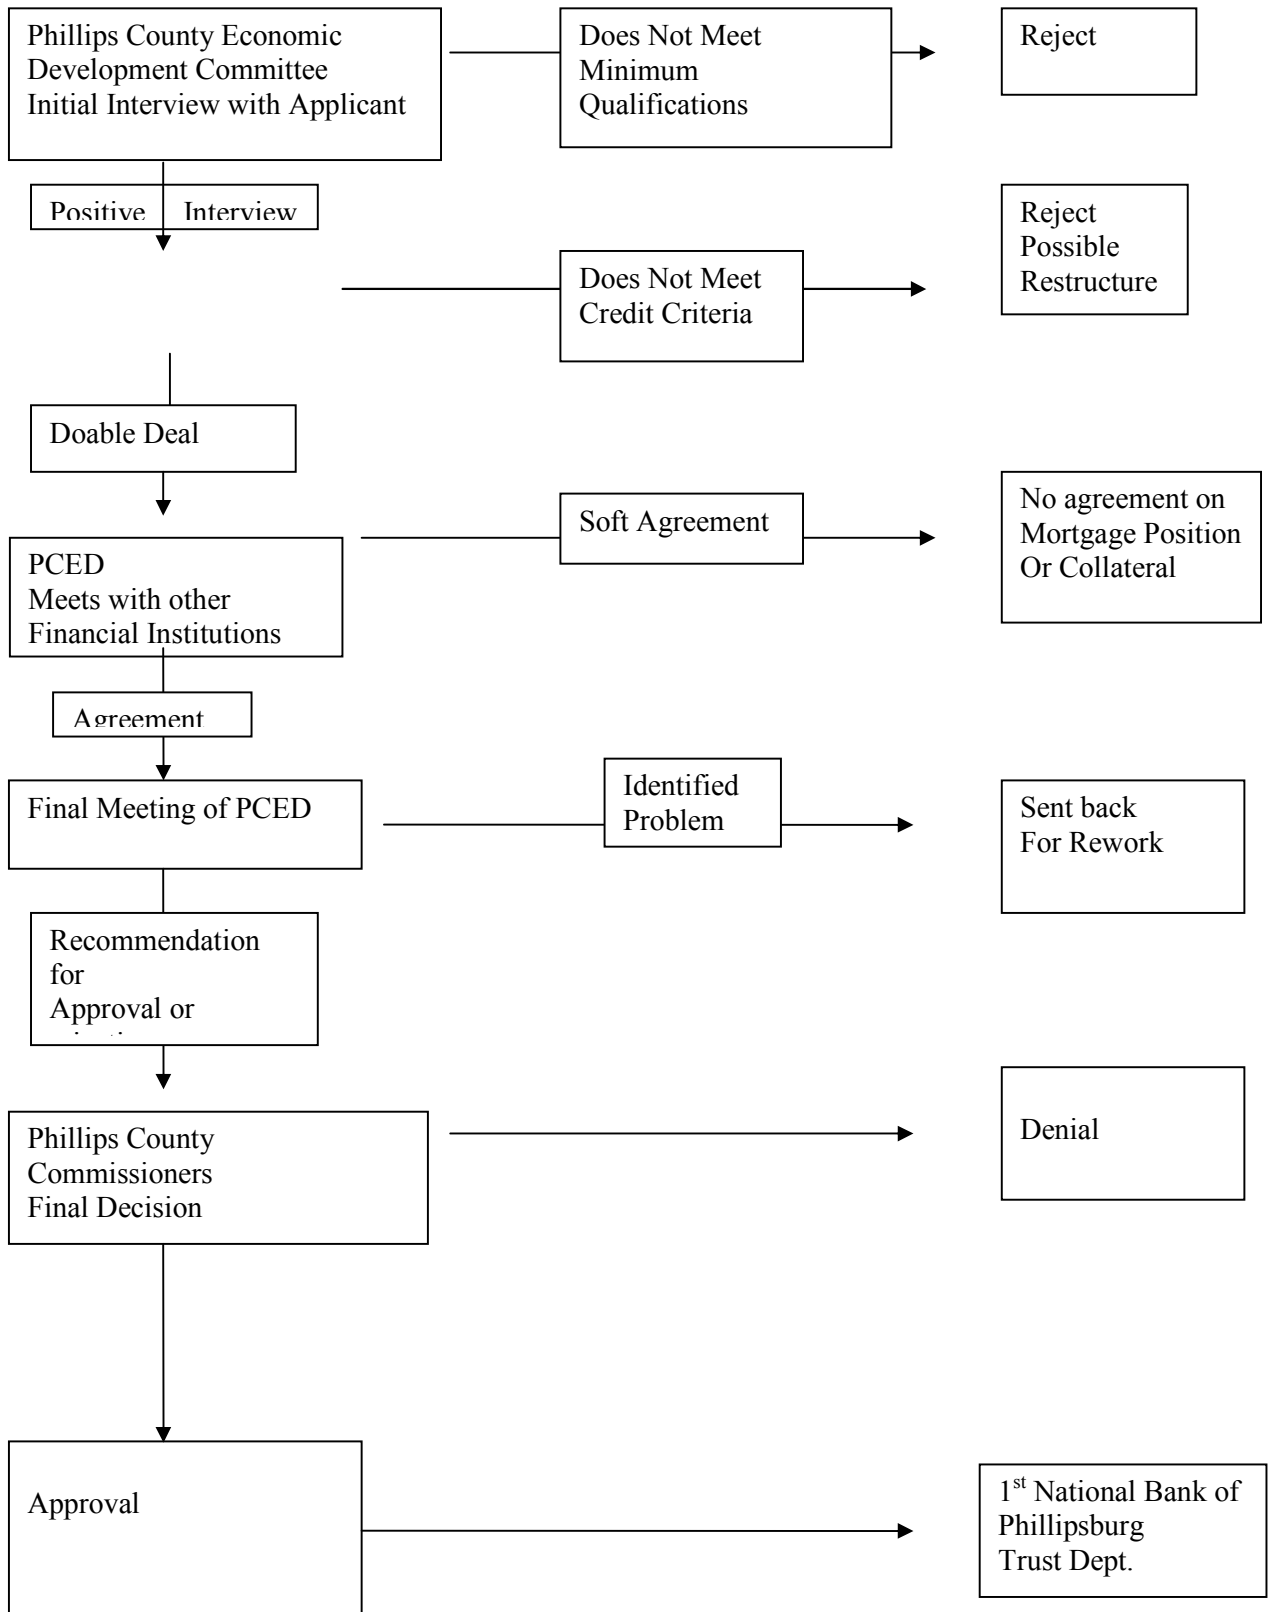 Phillips County Economic
Development Committee
Initial Interview with Applicant
Does Not Meet
Minimum
Qualifications
Reject
Positive Interview
Reject
Possible
Restructure
Does Not Meet
Credit Criteria
Doable Deal
Soft Agreement
No agreement on
Mortgage Position
Or Collateral
PCED
Meets with other
Financial Institutions
Agreement
Final Meeting of PCED
Identified
Problem
Sent back
For Rework
Recommendation
for
Approval or
Phillips County
Commissioners
Final Decision
Denial
Approval
1st National Bank of
Phillipsburg
Trust Dept.